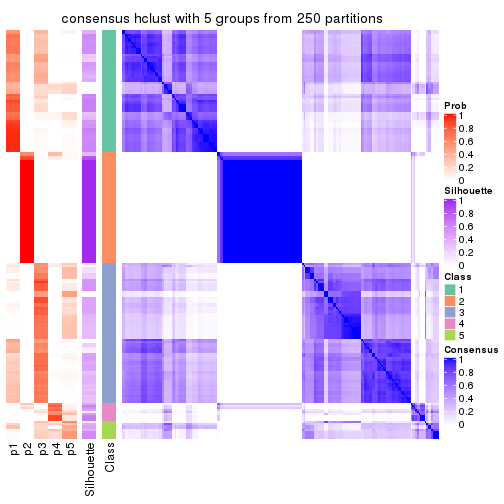 consensus hclust with 5 groups from 250 partitions
Prob
1
0.8
0.6
0.4
0.2
0
Silhouette
1
0.8
0.6
0.4
0.2
0
Class
1
2
3
4
5
Consensus
1
0.8
0.6
0.4
0.2
0
p1
p2
p3
p4
p5
Silhouette
Class